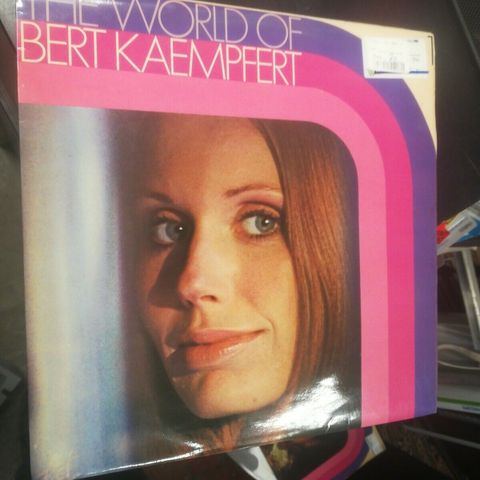 THE WORLD OF
BERT KAEMPFERT